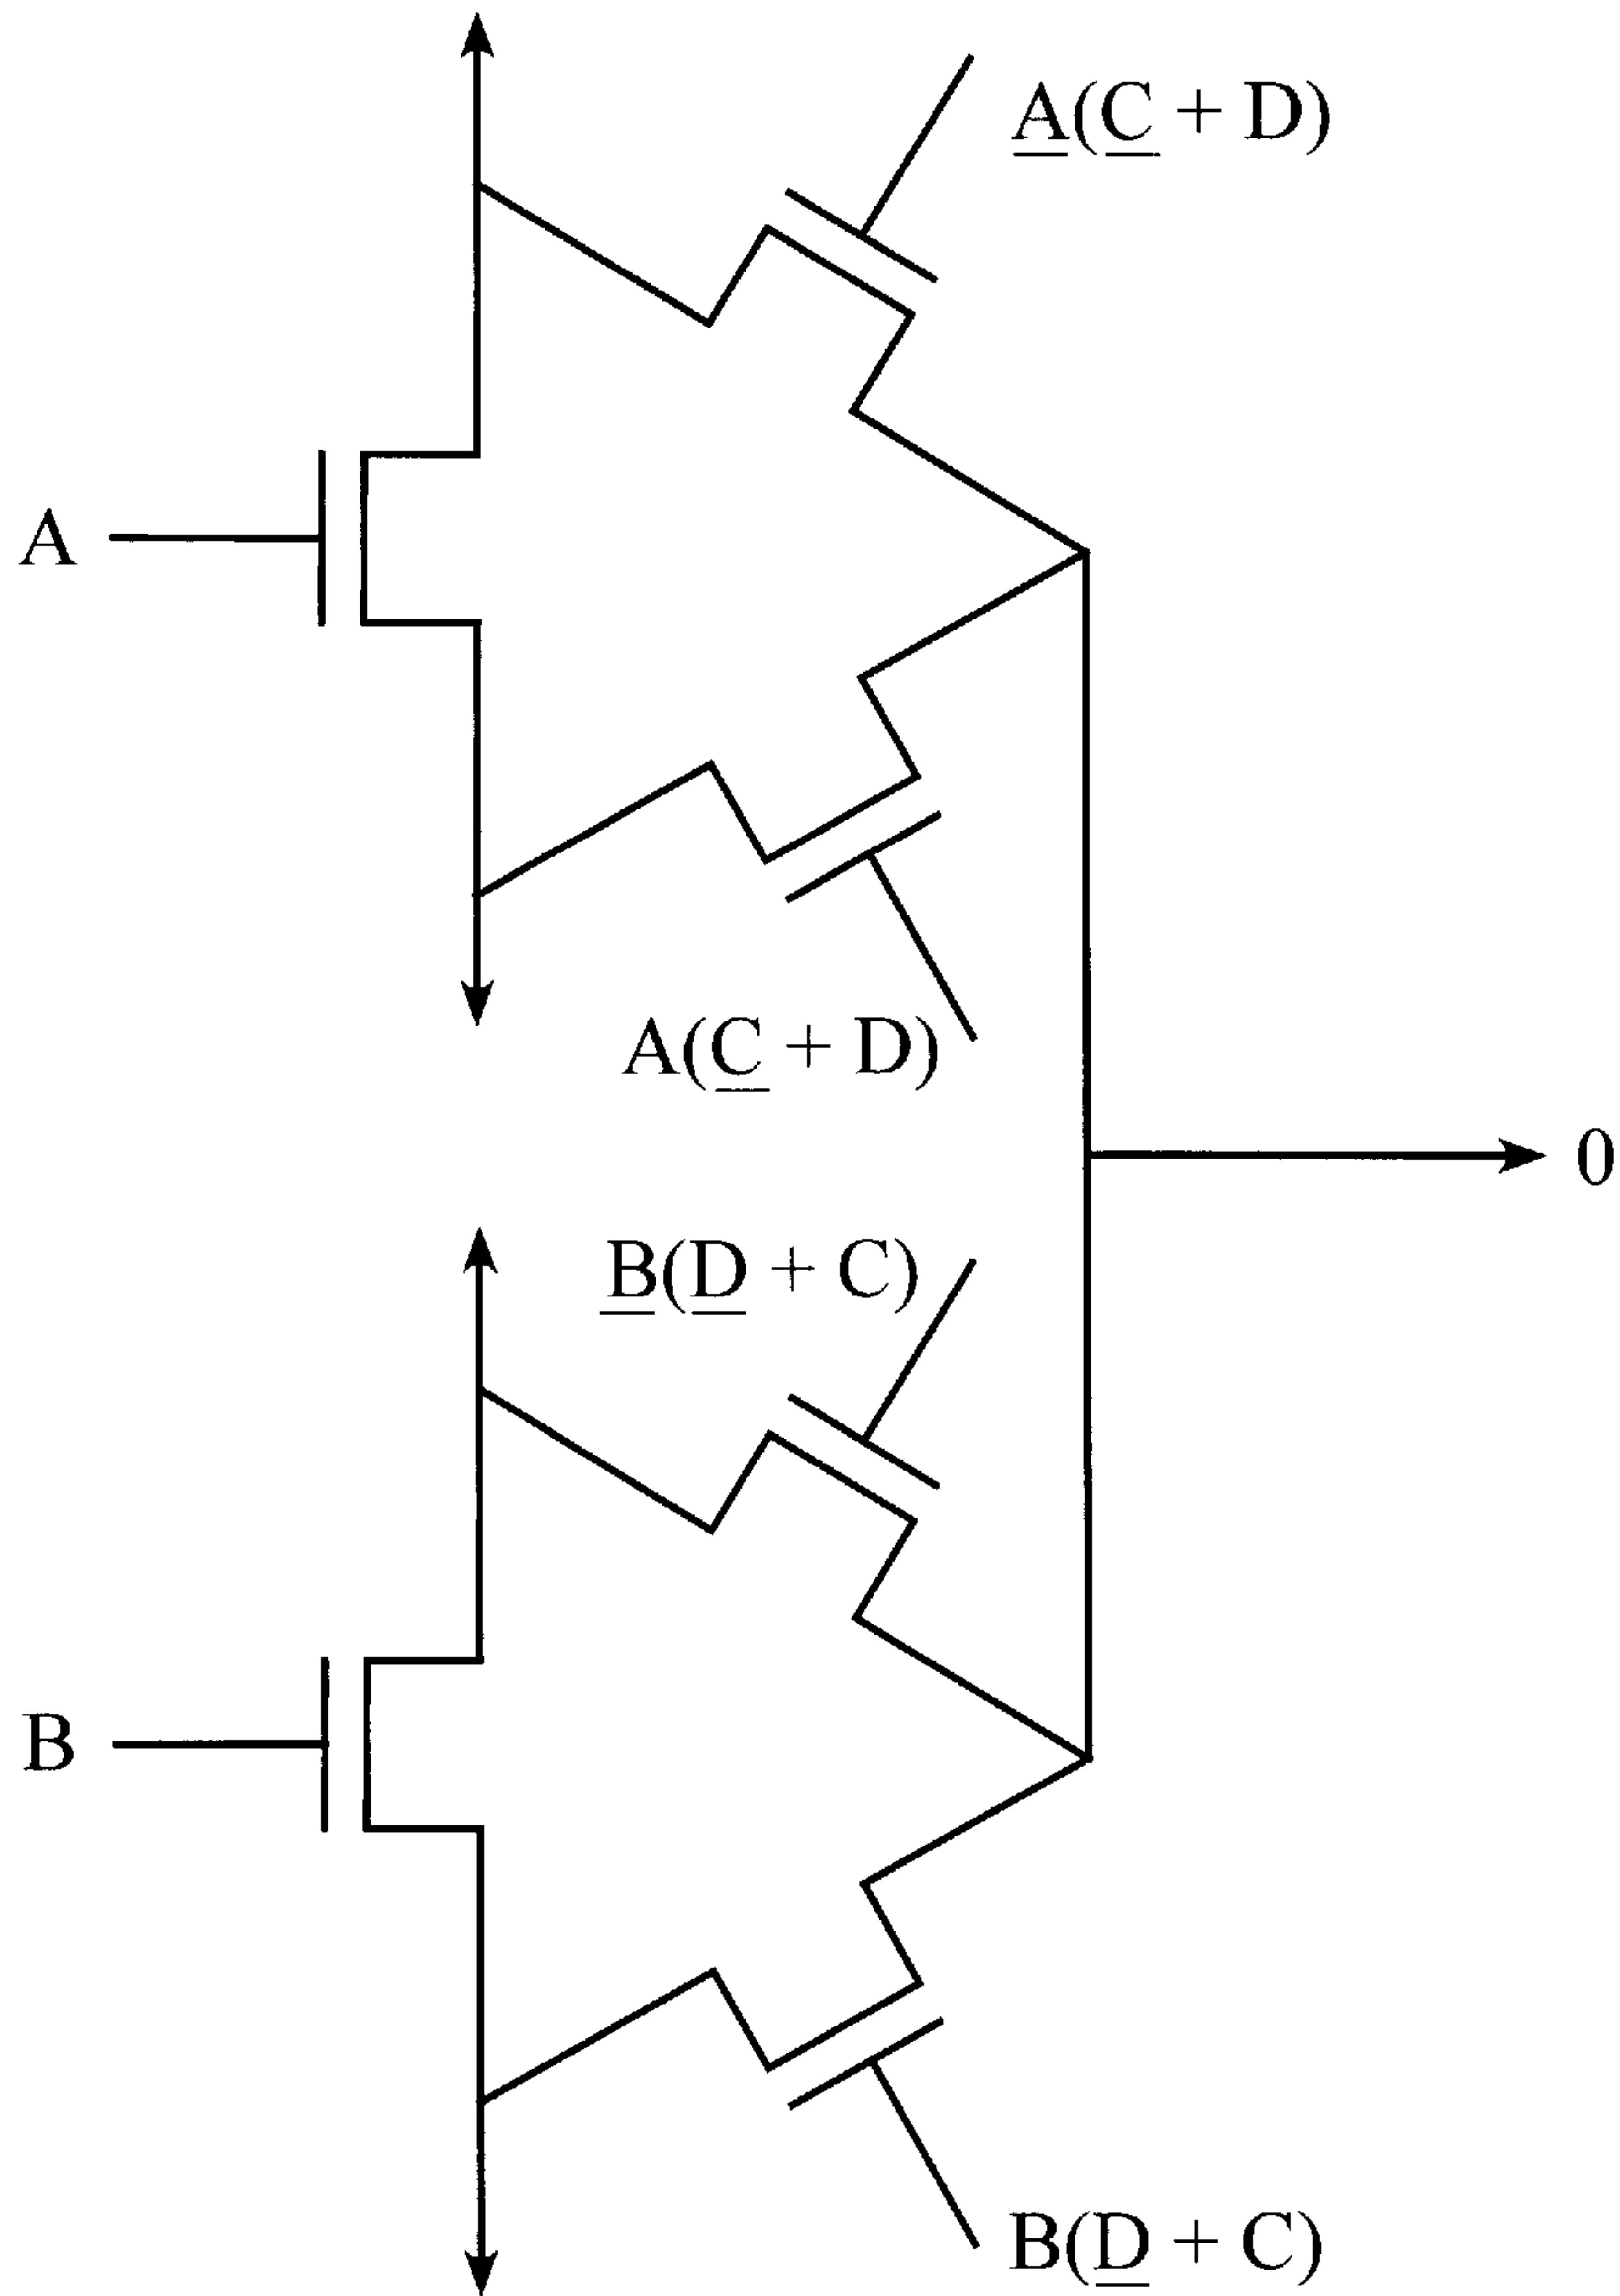 A(C + D)
A
A(C + D)
0
B(D + C)
B
B(D + C)